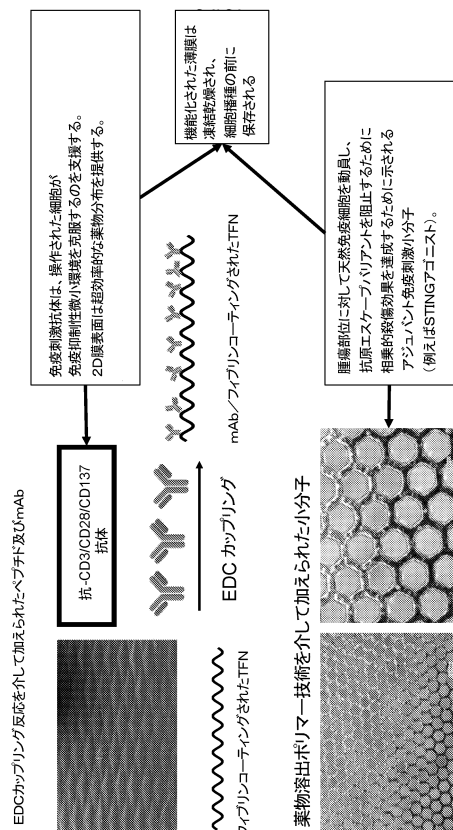 EDCカップリング反応を介して加えられたペプチド及びmAb
抗-CD3/CD28/CD137
抗体
免疫刺激抗体は、操作された細胞が
免疫抑制性微小環境を克服するのを支援する。
2D膜表面は超効率的な薬物分布を提供する。
フィブリンコーティングされたTFN
EDC カップリング
mAb／フィブリンコーティングされたTFN
機能化された薄膜は
凍結乾燥され、
細胞播種の前に
保存される
薬物溶出ポリマー技術を介して加えられた小分子
腫瘍部位に対して天然免疫細胞を動員し、
抗原エスケープバリアントを阻止するために
相乗的殺傷効果を達成するために示される
アジュバント免疫刺激小分子
(例えばSTINGアゴニスト)。